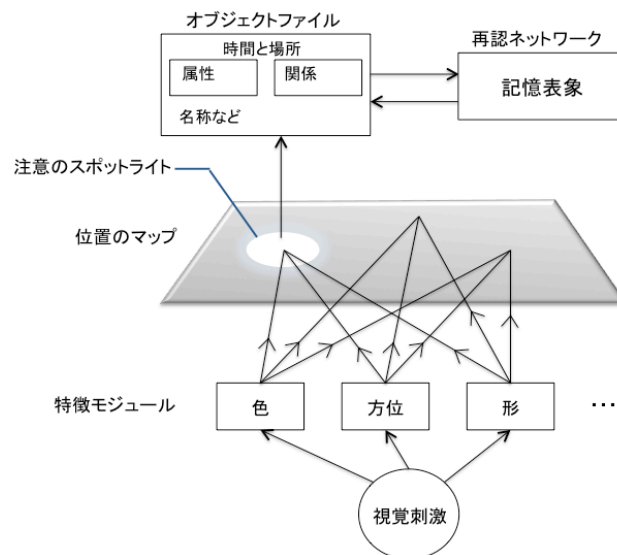 オブジェクトファイル
時間と場所
属性
関係
名称など
再認ネットワーク
記憶表象
注意のスポットライト
位置のマップ
特徴モジュール
色
方位
形
…
視覚刺激